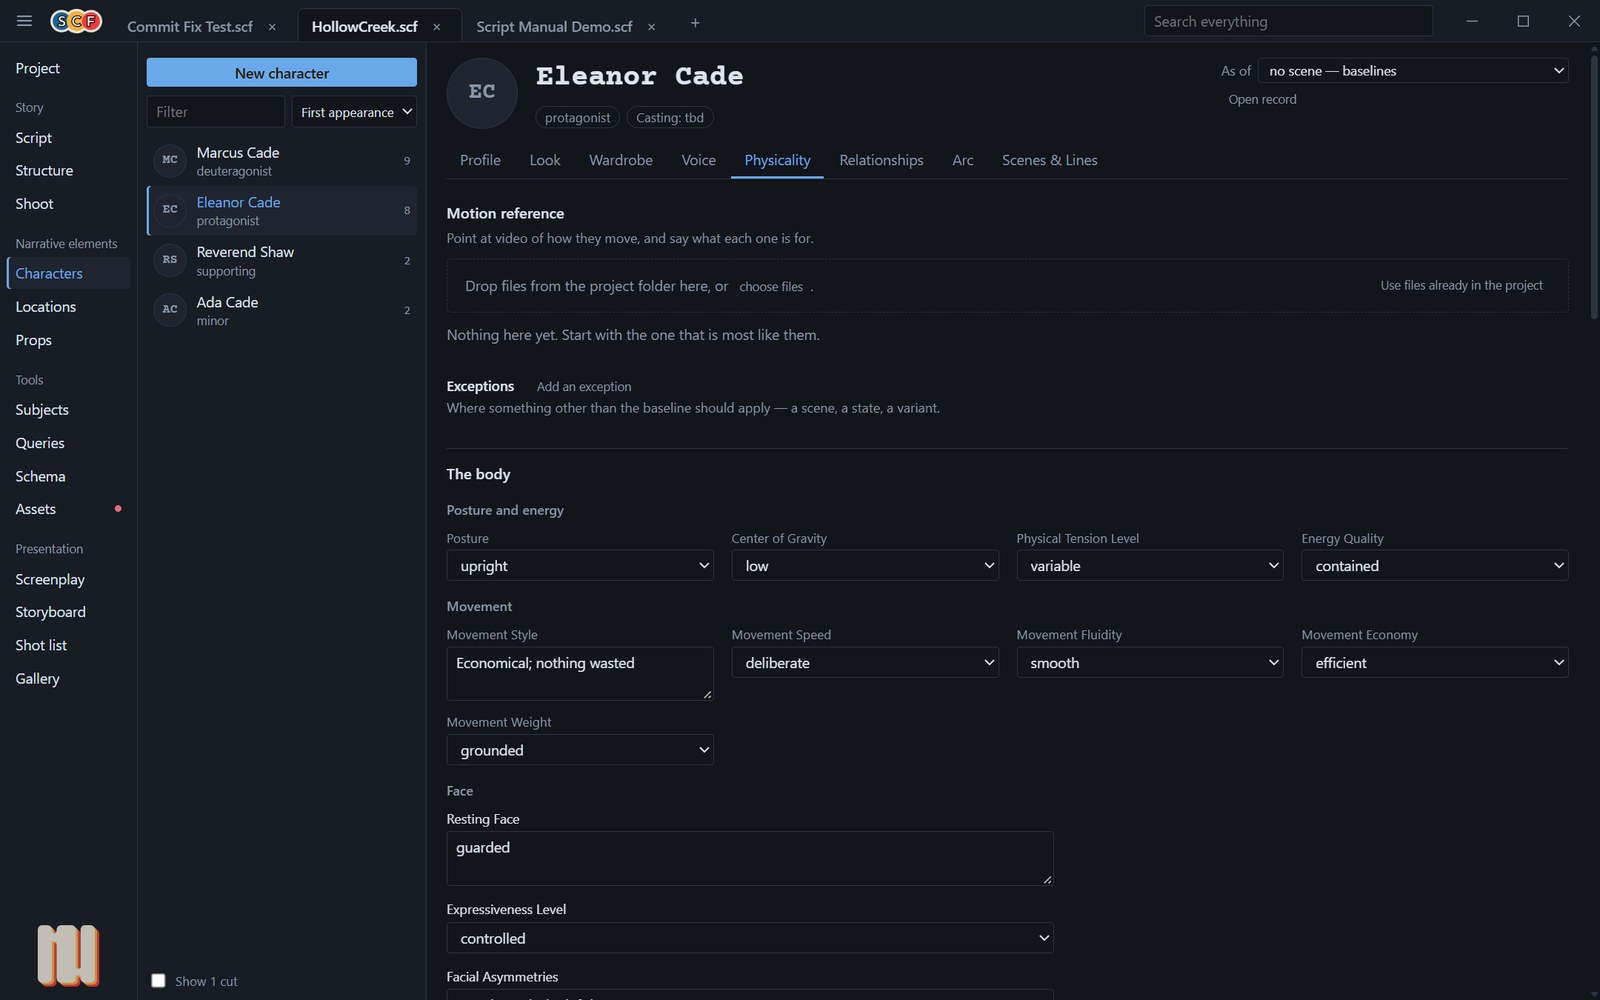 SCF
Commit Fix Test.scf ×
HollowCreek.scf ×
Script Manual Demo.scf ×
+
Search everything
Project
Story
Script
Structure
Shoot
Narrative elements
Characters
Locations
Props
Tools
Subjects
Queries
Schema
Assets
Presentation
Screenplay
Storyboard
Shot list
Gallery
New character
Filter
First appearance
MC
Marcus Cade
deuteragonist
9
EC
Eleanor Cade
protagonist
8
RS
Reverend Shaw
supporting
2
AC
Ada Cade
minor
2
Show 1 cut
EC
Eleanor Cade
protagonist
Casting: tbd
As of
no scene — baselines
Open record
Profile
Look
Wardrobe
Voice
Physicality
Relationships
Arc
Scenes & Lines
Motion reference
Point at video of how they move, and say what each one is for.
Drop files from the project folder here, or choose files .
Use files already in the project
Nothing here yet. Start with the one that is most like them.
Exceptions
Add an exception
Where something other than the baseline should apply — a scene, a state, a variant.
The body
Posture and energy
Posture
upright
Center of Gravity
low
Physical Tension Level
variable
Energy Quality
contained
Movement
Movement Style
Economical; nothing wasted
Movement Speed
deliberate
Movement Fluidity
smooth
Movement Economy
efficient
Movement Weight
grounded
Face
Resting Face
guarded
Expressiveness Level
controlled
Facial Asymmetries